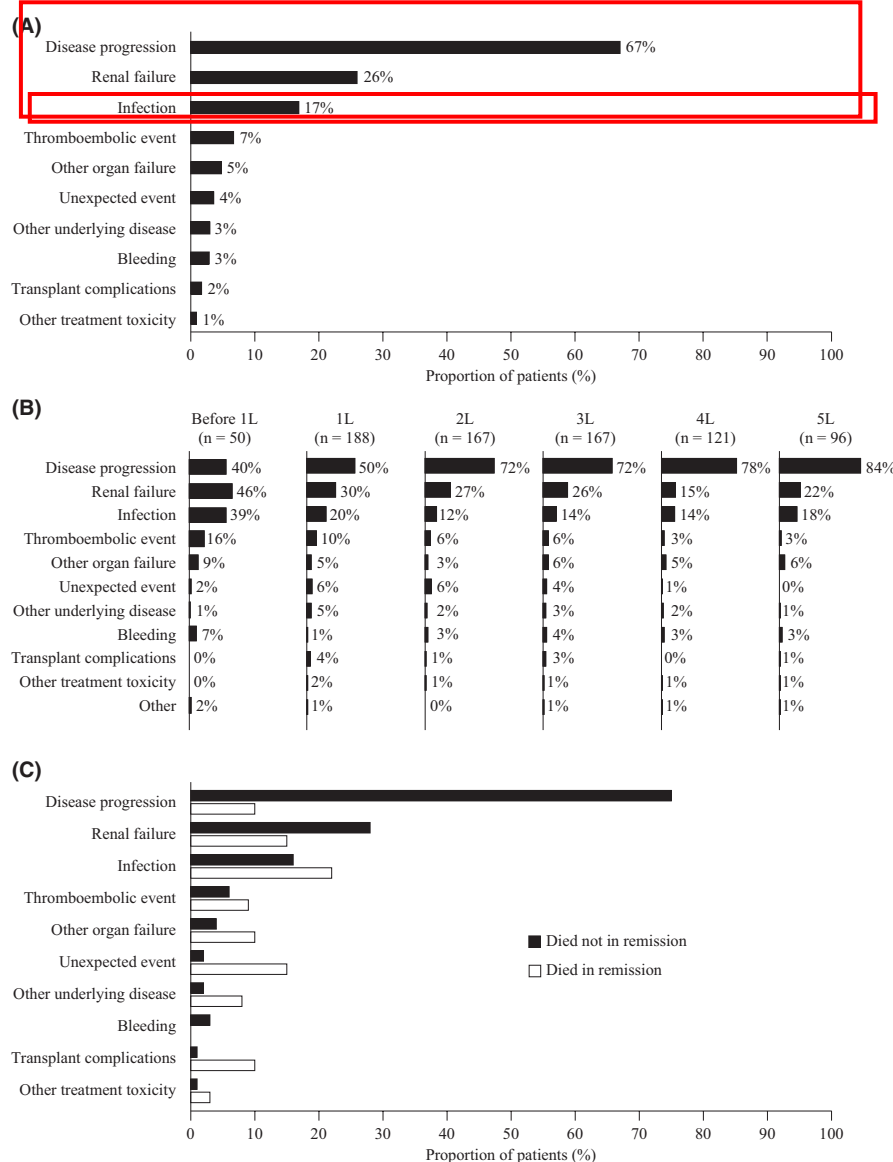 (A)
Disease progression 67%
Renal failure 26%
Infection 17%
Thromboembolic event 7%
Other organ failure 5%
Unexpected event 4%
Other underlying disease 3%
Bleeding 3%
Transplant complications 2%
Other treatment toxicity 1%
0 10 20 30 40 50 60 70 80 90 100
Proportion of patients (%)
(B)
Before 1L 1L 2L 3L 4L 5L
(n = 50) (n = 188) (n = 167) (n = 167) (n = 121) (n = 96)
Disease progression 40% 50% 72% 72% 78% 84%
Renal failure 46% 30% 27% 26% 15% 22%
Infection 39% 20% 12% 14% 14% 18%
Thromboembolic event 16% 10% 6% 6% 3% 3%
Other organ failure 9% 5% 3% 6% 5% 6%
Unexpected event 2% 6% 6% 4% 1% 0%
Other underlying disease 1% 5% 2% 3% 2% 1%
Bleeding 7% 1% 3% 4% 3% 3%
Transplant complications 0% 4% 1% 3% 0% 1%
Other treatment toxicity 0% 2% 1% 1% 1% 1%
Other 2% 1% 0% 1% 1% 1%
(C)
Disease progression
Renal failure
Infection
Thromboembolic event
Other organ failure
Died not in remission
Unexpected event
Died in remission
Other underlying disease
Bleeding
Transplant complications
Other treatment toxicity
0 10 20 30 40 50 60 70 80 90 100
Proportion of patients (%)